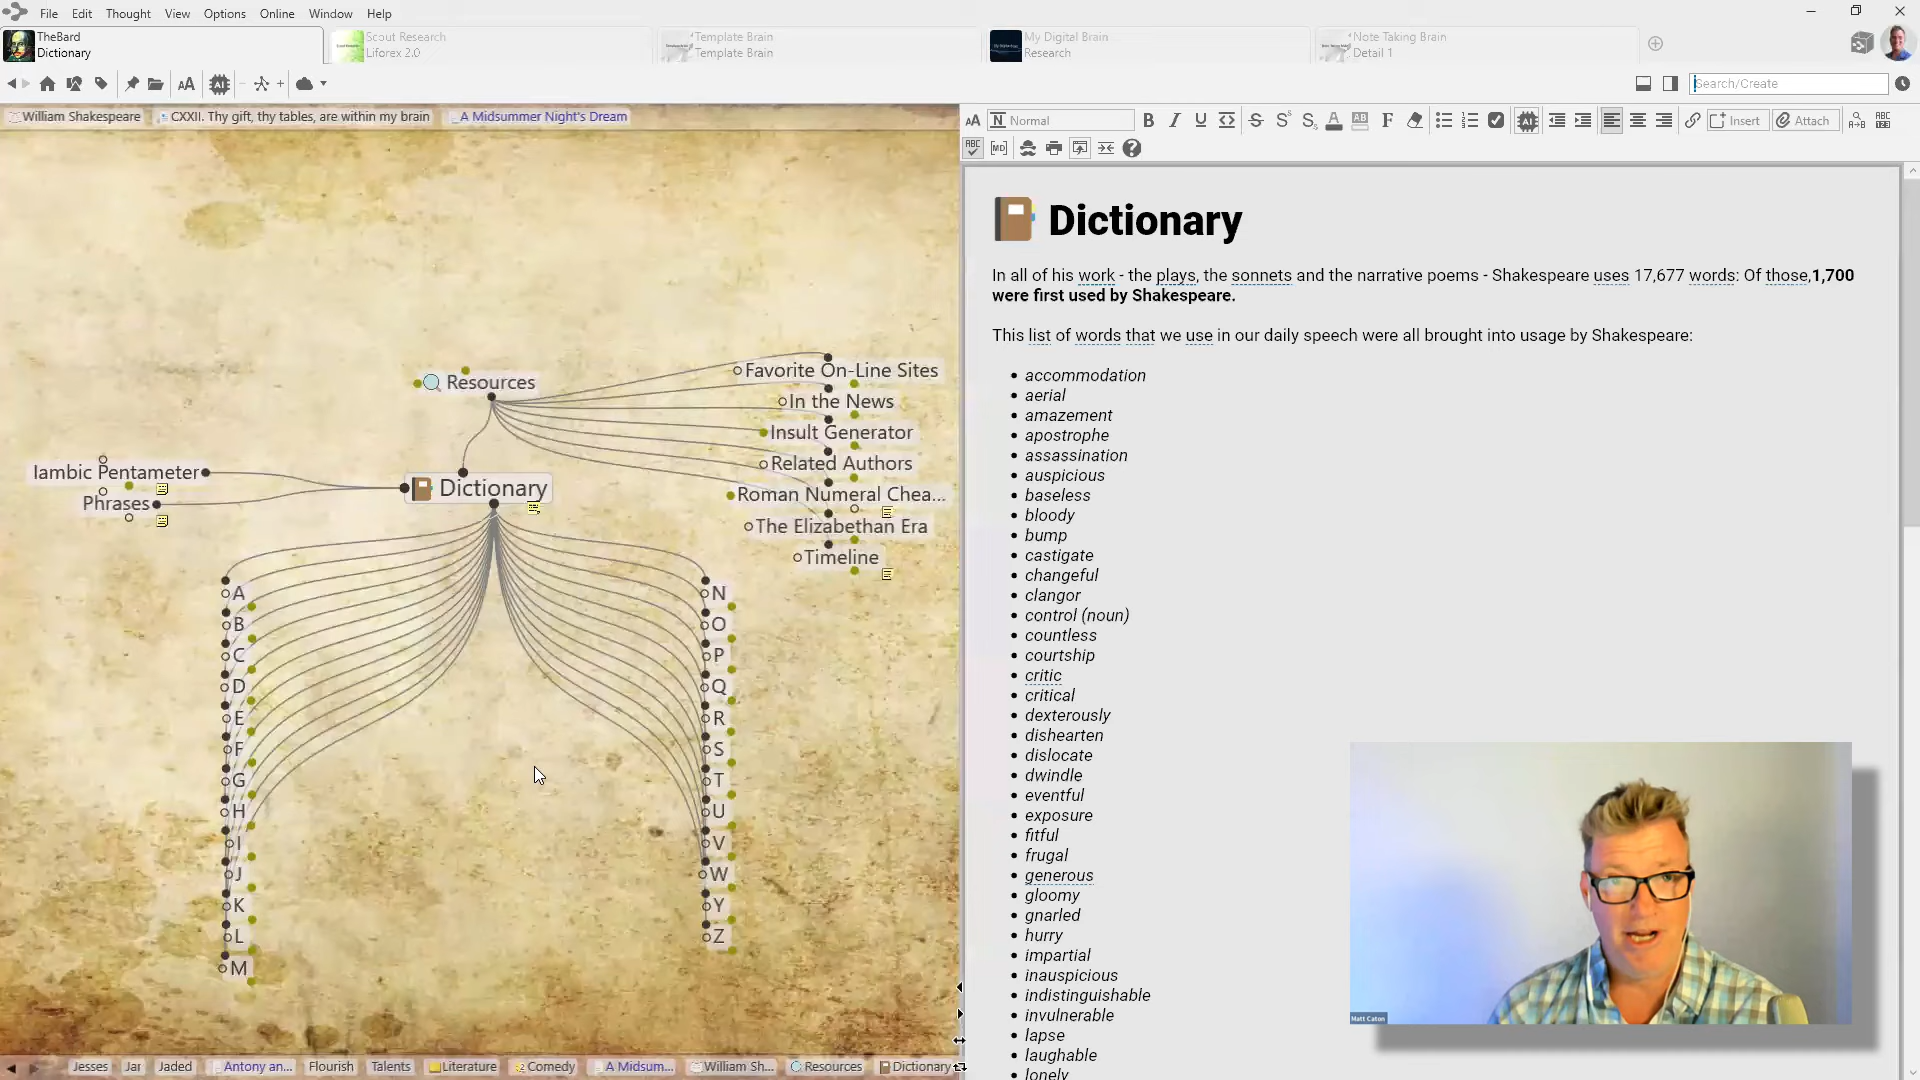 File Edit Thought View Options Online Window Help
TheBard
Dictionary
Scout Research
Liforex 2.0
Template Brain
Template Brain
My Digital Brain
Research
Note Taking Brain
Detail 1
Search/Create
William Shakespeare
CXXII. Thy gift, thy tables, are within my brain
A Midsummer Night's Dream
Normal
Insert
Attach
Resources
Favorite On-Line Sites
In the News
Insult Generator
Related Authors
Roman Numeral Chea...
The Elizabethan Era
Timeline
Iambic Pentameter
Phrases
Dictionary
A
B
C
D
E
F
G
H
I
J
K
L
M
N
O
P
Q
R
S
T
U
V
W
Y
Z
Dictionary
In all of his work - the plays, the sonnets and the narrative poems - Shakespeare uses 17,677 words: Of those,1,700
were first used by Shakespeare.
This list of words that we use in our daily speech were all brought into usage by Shakespeare:
accommodation
aerial
amazement
apostrophe
assassination
auspicious
baseless
bloody
bump
castigate
changeful
clangor
control (noun)
countless
courtship
critic
critical
dexterously
dishearten
dislocate
dwindle
eventful
exposure
fitful
frugal
generous
gloomy
gnarled
hurry
impartial
inauspicious
indistinguishable
invulnerable
lapse
laughable
lonely
Matt Caton
Jesses Jar Jaded Antony an... Flourish Talents Literature Comedy A Midsum... William Sh... Resources Dictionary